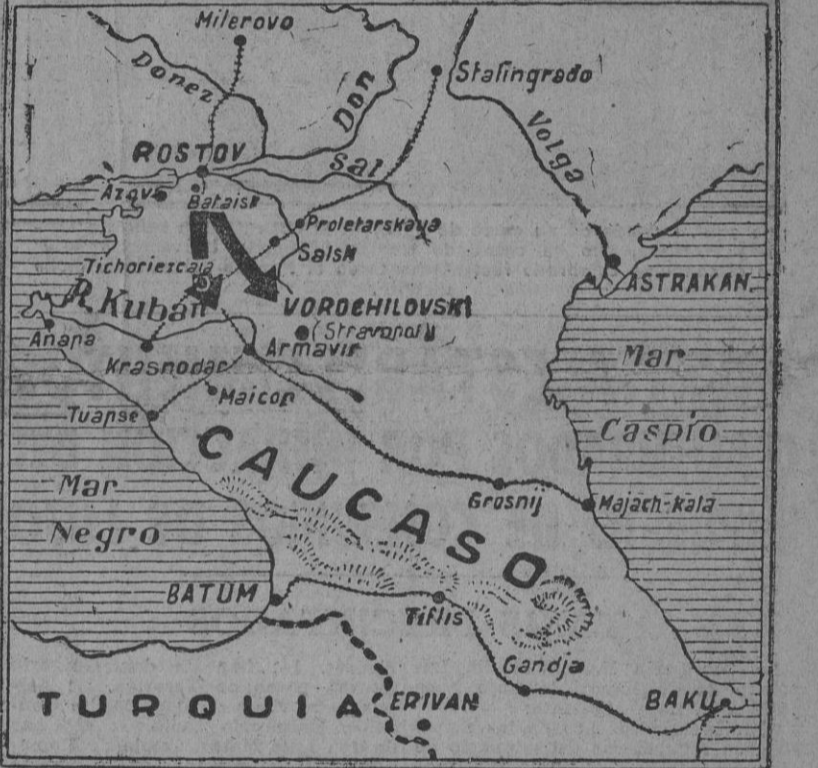 Milerovo
Donez
Don
Stalingrado
Volga
ROSTOV
Sal
Azov
Bataisk
Proletarskaya
Salsk
Tichoriezcaia
ASTRAKAN.
R. Kuban
VOROCHILOVSKI
(Stravopol)
Anapa
Armavir
Krasnodar
Mar
Caspio
Maicop
Tuapse
CAUCASO
Mar
Negro
Grosnij
Majach-kala
BATUM
Tiflis
Gandja
TURQUIA
ERIVAN
BAKU